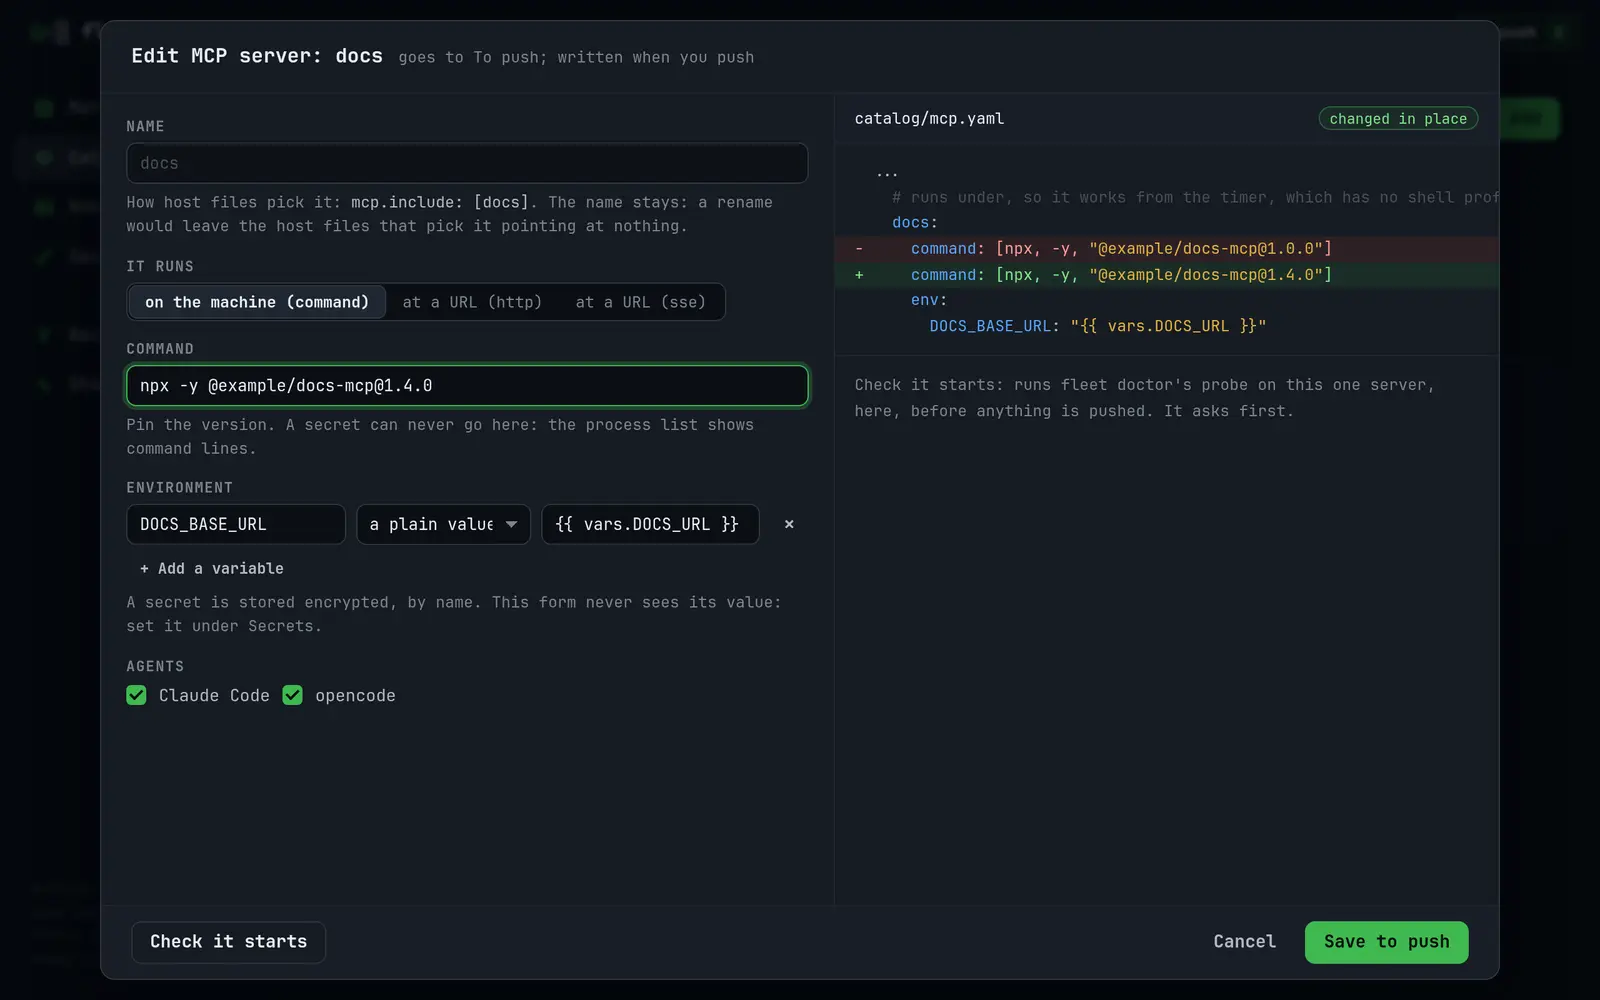 Edit MCP server: docs goes to To push; written when you push
NAME
docs
How host files pick it: mcp.include: [docs]. The name stays: a rename
would leave the host files that pick it pointing at nothing.
IT RUNS
on the machine (command) at a URL (http) at a URL (sse)
COMMAND
npx -y @example/docs-mcp@1.4.0
Pin the version. A secret can never go here: the process list shows
command lines.
ENVIRONMENT
DOCS_BASE_URL a plain value {{ vars.DOCS_URL }} ×
+ Add a variable
A secret is stored encrypted, by name. This form never sees its value:
set it under Secrets.
AGENTS
Claude Code opencode
catalog/mcp.yaml changed in place
...
# runs under, so it works from the timer, which has no shell prof
docs:
- command: [npx, -y, "@example/docs-mcp@1.0.0"]
+ command: [npx, -y, "@example/docs-mcp@1.4.0"]
env:
DOCS_BASE_URL: "{{ vars.DOCS_URL }}"
Check it starts: runs fleet doctor's probe on this one server,
here, before anything is pushed. It asks first.
Check it starts Cancel Save to push